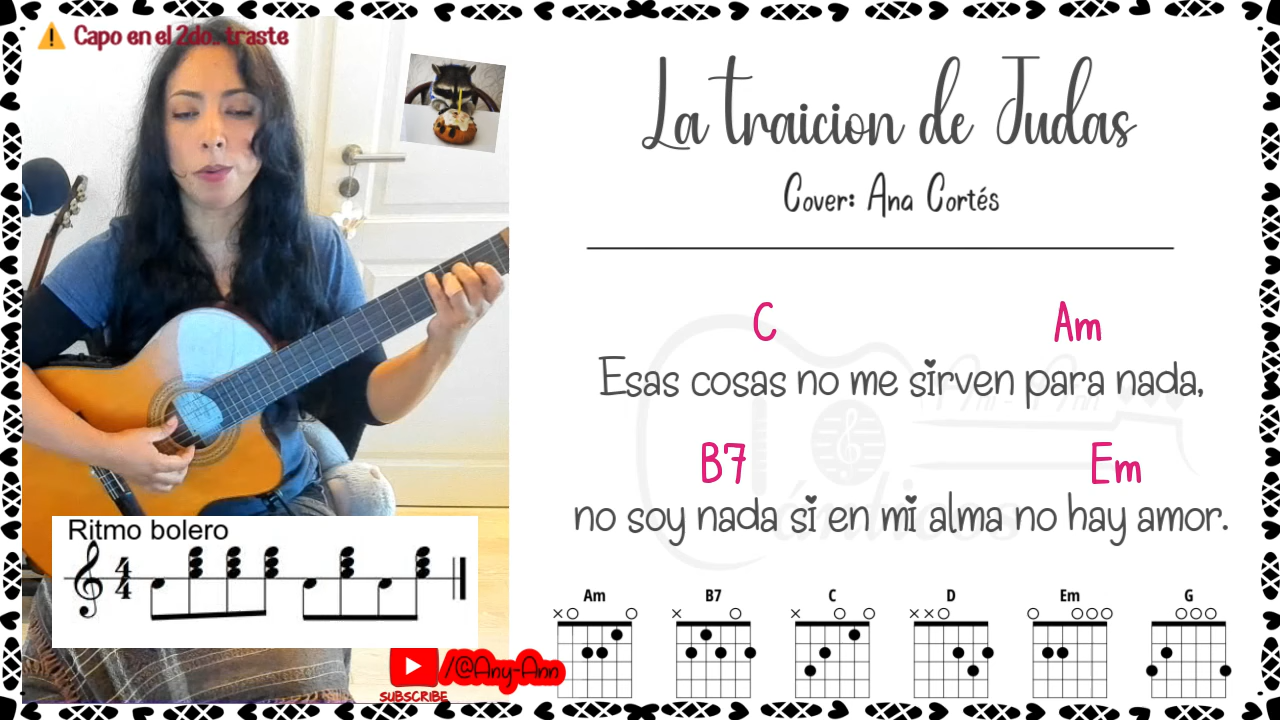 ⚠ Capo en el 2do.. traste
La traicion de Judas
Cover: Ana Cortés
C Am
Esas cosas no me sirven para nada,
B7 Em
no soy nada si en mi alma no hay amor.
Ritmo bolero
4
4
Am B7 C D Em G
/@Any-Ann
SUBSCRIBE